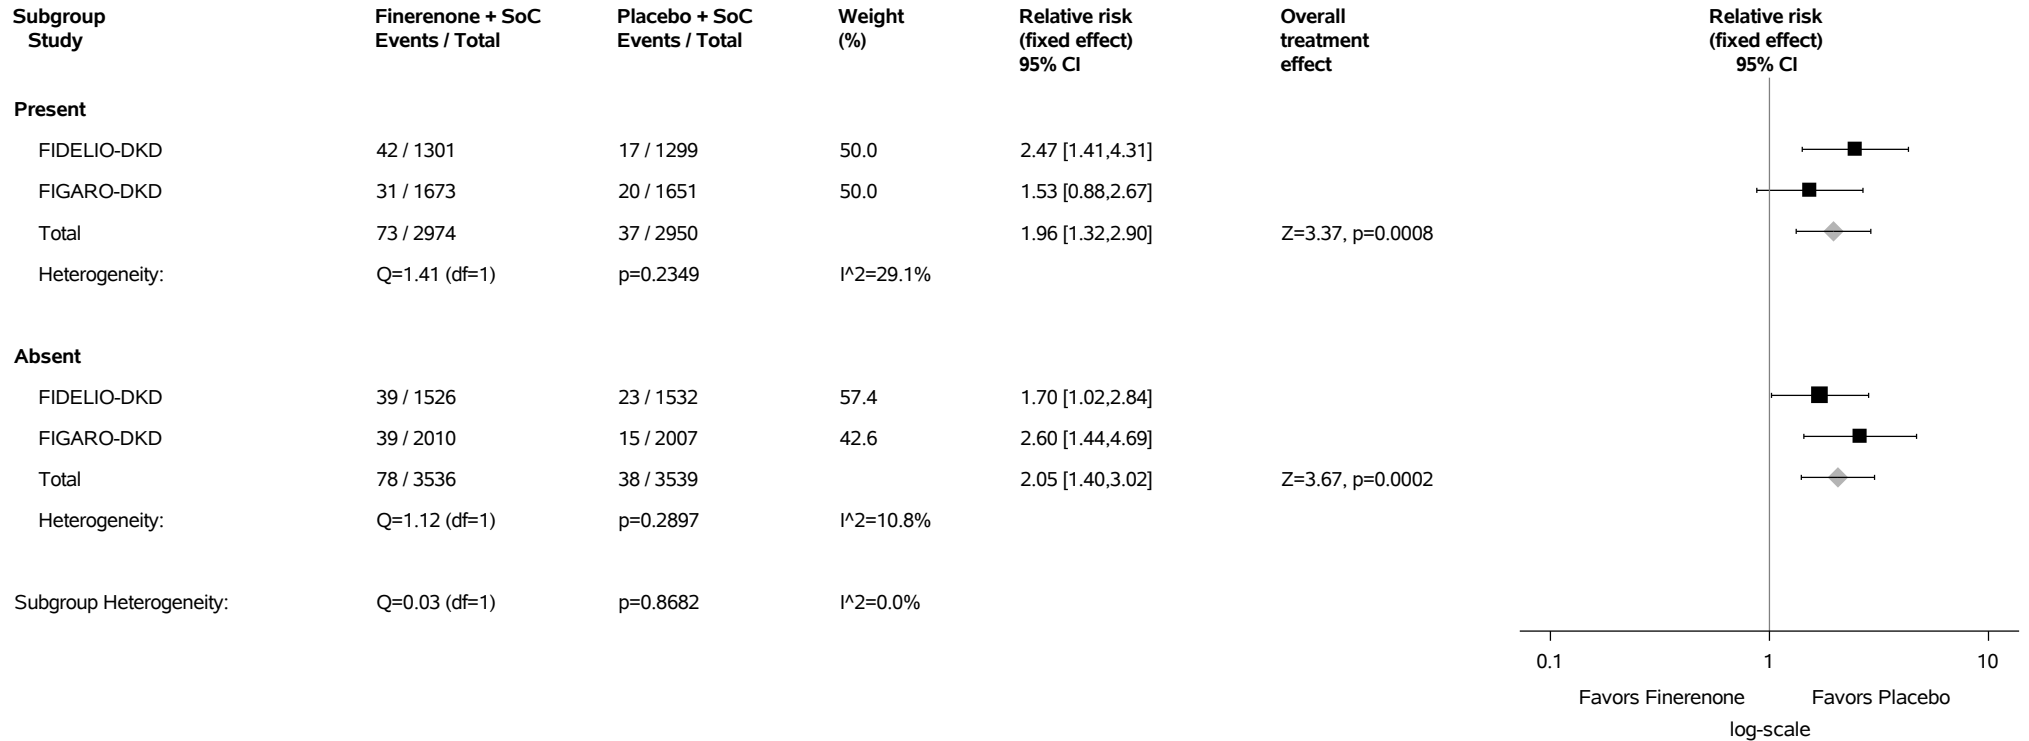 Subgroup Finerenone + SoC Placebo + SoC Weight Relative risk Overall Relative risk
Study Events / Total Events / Total (%) (fixed effect) treatment (fixed effect)
95% CI effect 95% CI
Present
FIDELIO-DKD 42 / 1301 17 / 1299 50.0 2.47 [1.41,4.31]
FIGARO-DKD 31 / 1673 20 / 1651 50.0 1.53 [0.88,2.67]
Total 73 / 2974 37 / 2950 1.96 [1.32,2.90] Z=3.37, p=0.0008
Heterogeneity: Q=1.41 (df=1) p=0.2349 I^2=29.1%
Absent
FIDELIO-DKD 39 / 1526 23 / 1532 57.4 1.70 [1.02,2.84]
FIGARO-DKD 39 / 2010 15 / 2007 42.6 2.60 [1.44,4.69]
Total 78 / 3536 38 / 3539 2.05 [1.40,3.02] Z=3.67, p=0.0002
Heterogeneity: Q=1.12 (df=1) p=0.2897 I^2=10.8%
Subgroup Heterogeneity: Q=0.03 (df=1) p=0.8682 I^2=0.0%
0.1 1 10
Favors Finerenone Favors Placebo
log-scale